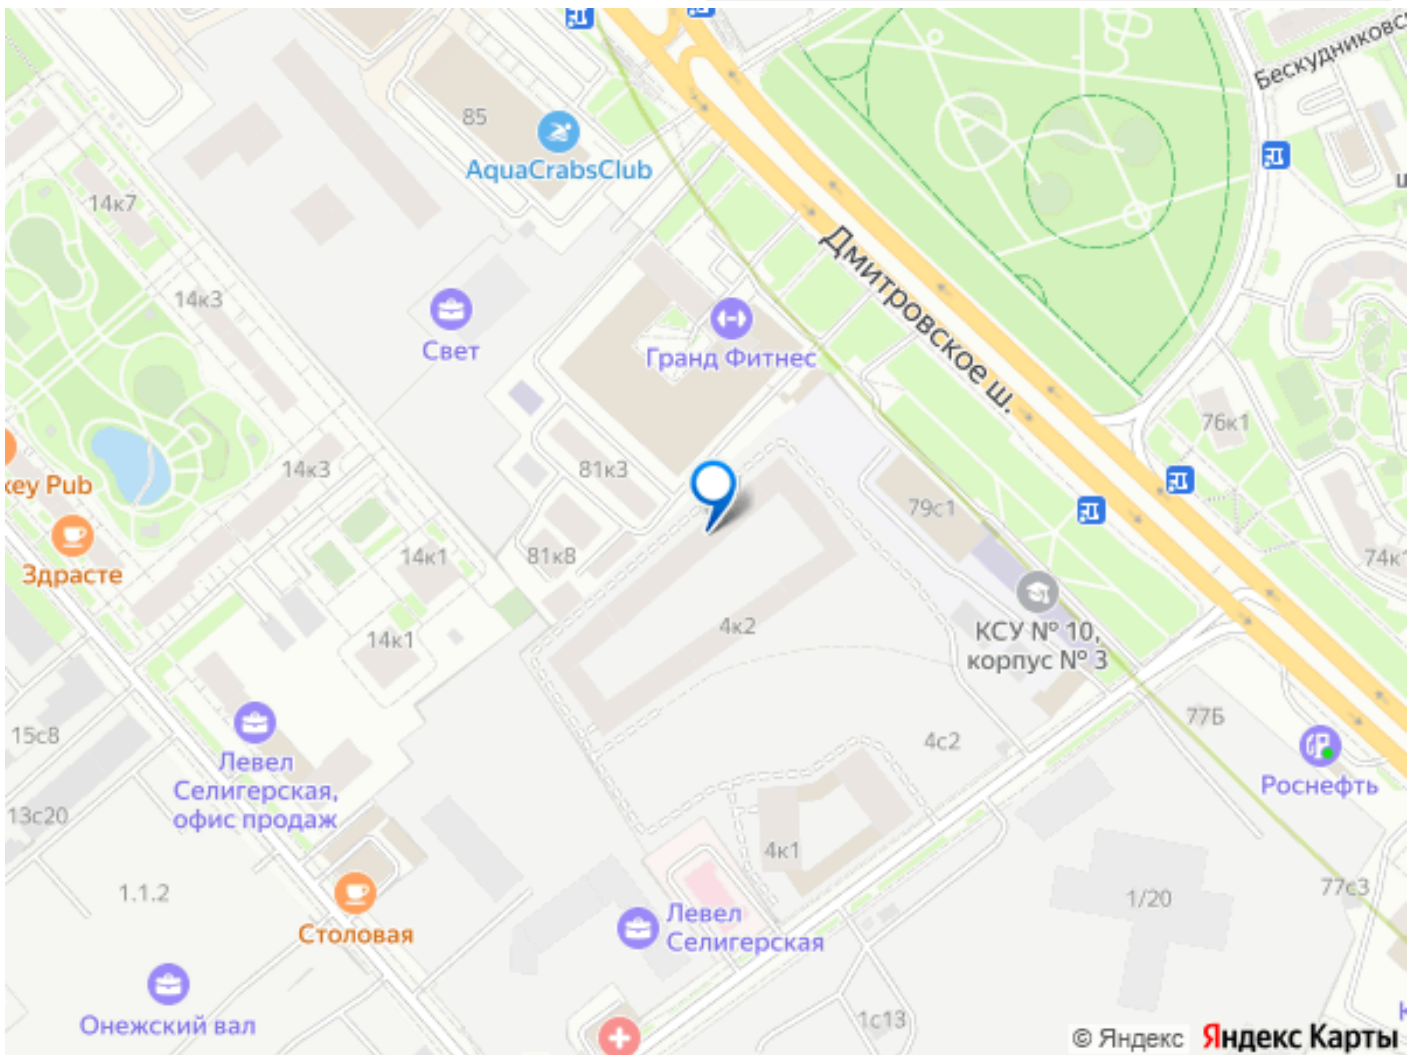 Бескудниковс
85
AquaCrabsClub
14к7
14к3
Свет
Гранд Фитнес
Дмитровское ш.
76к1
key Pub
14к3
81к3
79с1
Здрасте
14к1
81к8
74к
14к1
4к2
КСУ № 10,
корпус № 3
15с8
Левел
Селигерская,
офис продаж
4с2
77Б
Роснефть
13с20
4к1
1.1.2
Столовая
Левел
Селигерская
1/20
77с3
Онежский вал
1с13
© Яндекс Яндекс Карты